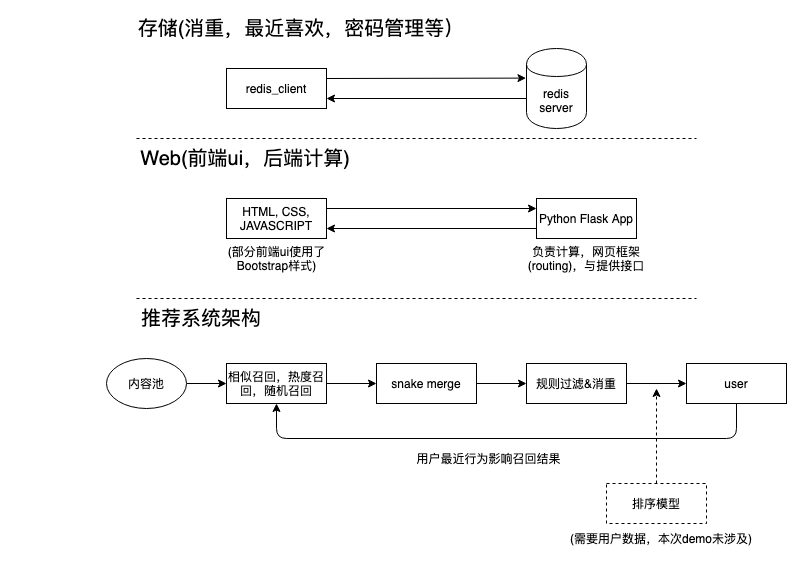 存储(消重，最近喜欢，密码管理等）
redis_client
redis
server
Web(前端ui，后端计算)
HTML, CSS,
JAVASCRIPT
Python Flask App
(部分前端ui使用了
Bootstrap样式)
负责计算，网页框架
(routing)，与提供接口
推荐系统架构
内容池
相似召回，热度召
回，随机召回
snake merge
规则过滤&消重
user
用户最近行为影响召回结果
排序模型
(需要用户数据，本次demo未涉及)